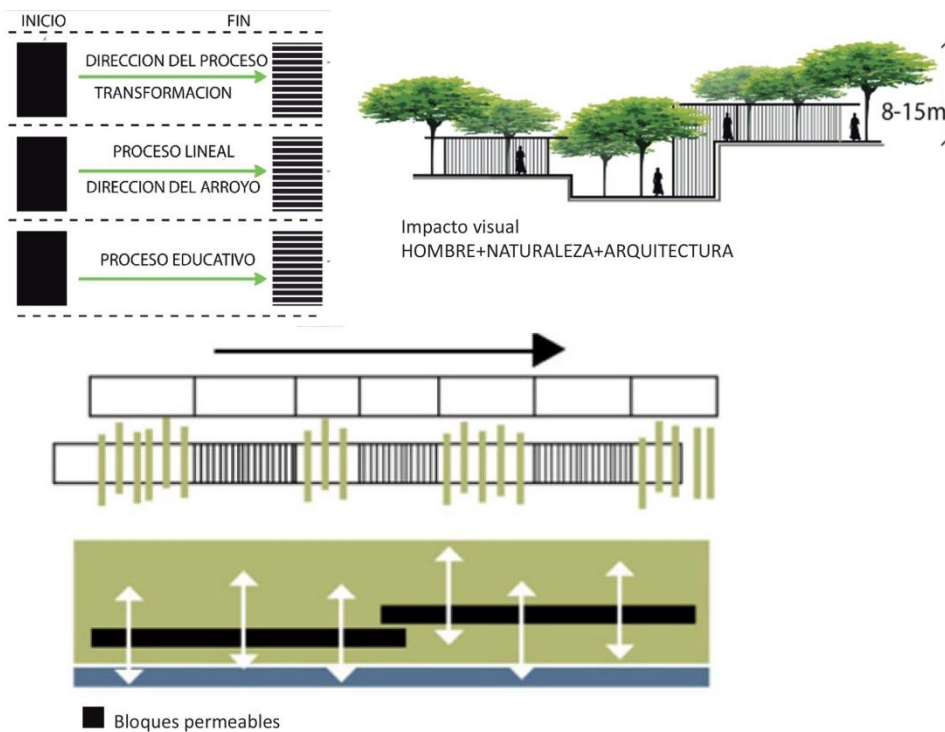 INICIO FIN
DIRECCION DEL PROCESO
TRANSFORMACION
PROCESO LINEAL
DIRECCION DEL ARROYO
PROCESO EDUCATIVO
8-15m
Impacto visual
HOMBRE+NATURALEZA+ARQUITECTURA
Bloques permeables